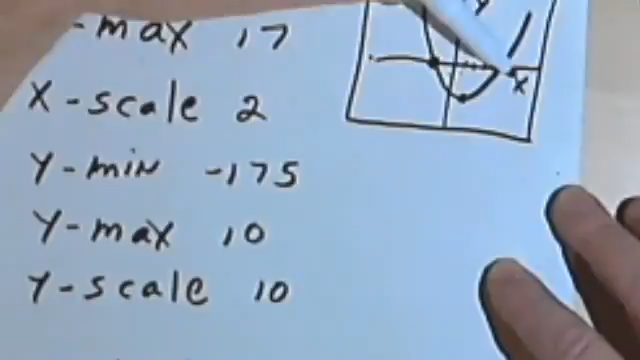 -max 17
X-scale 2
Y-min -175
Y-max 10
Y-scale 10
Y
X